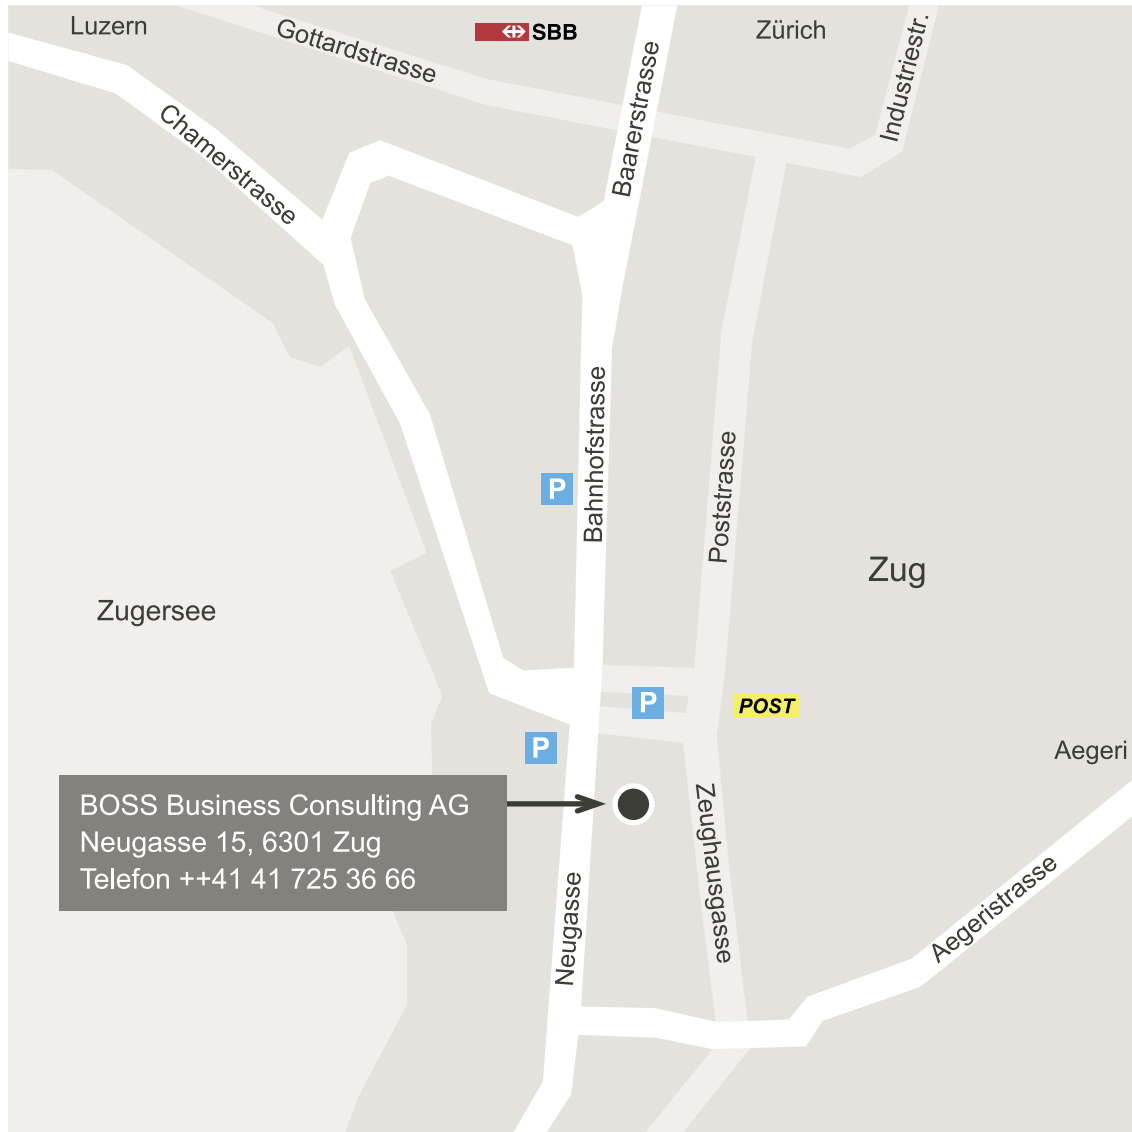 Luzern
Gottardstrasse
SBB
Zürich
Industriestr.
Baarerstrasse
Chamerstrasse
Bahnhofstrasse
P
Poststrasse
Zug
Zugersee
P
POST
P
Aegeri
BOSS Business Consulting AG
Neugasse 15, 6301 Zug
Telefon ++41 41 725 36 66
Zeughausgasse
Neugasse
Aegeristrasse